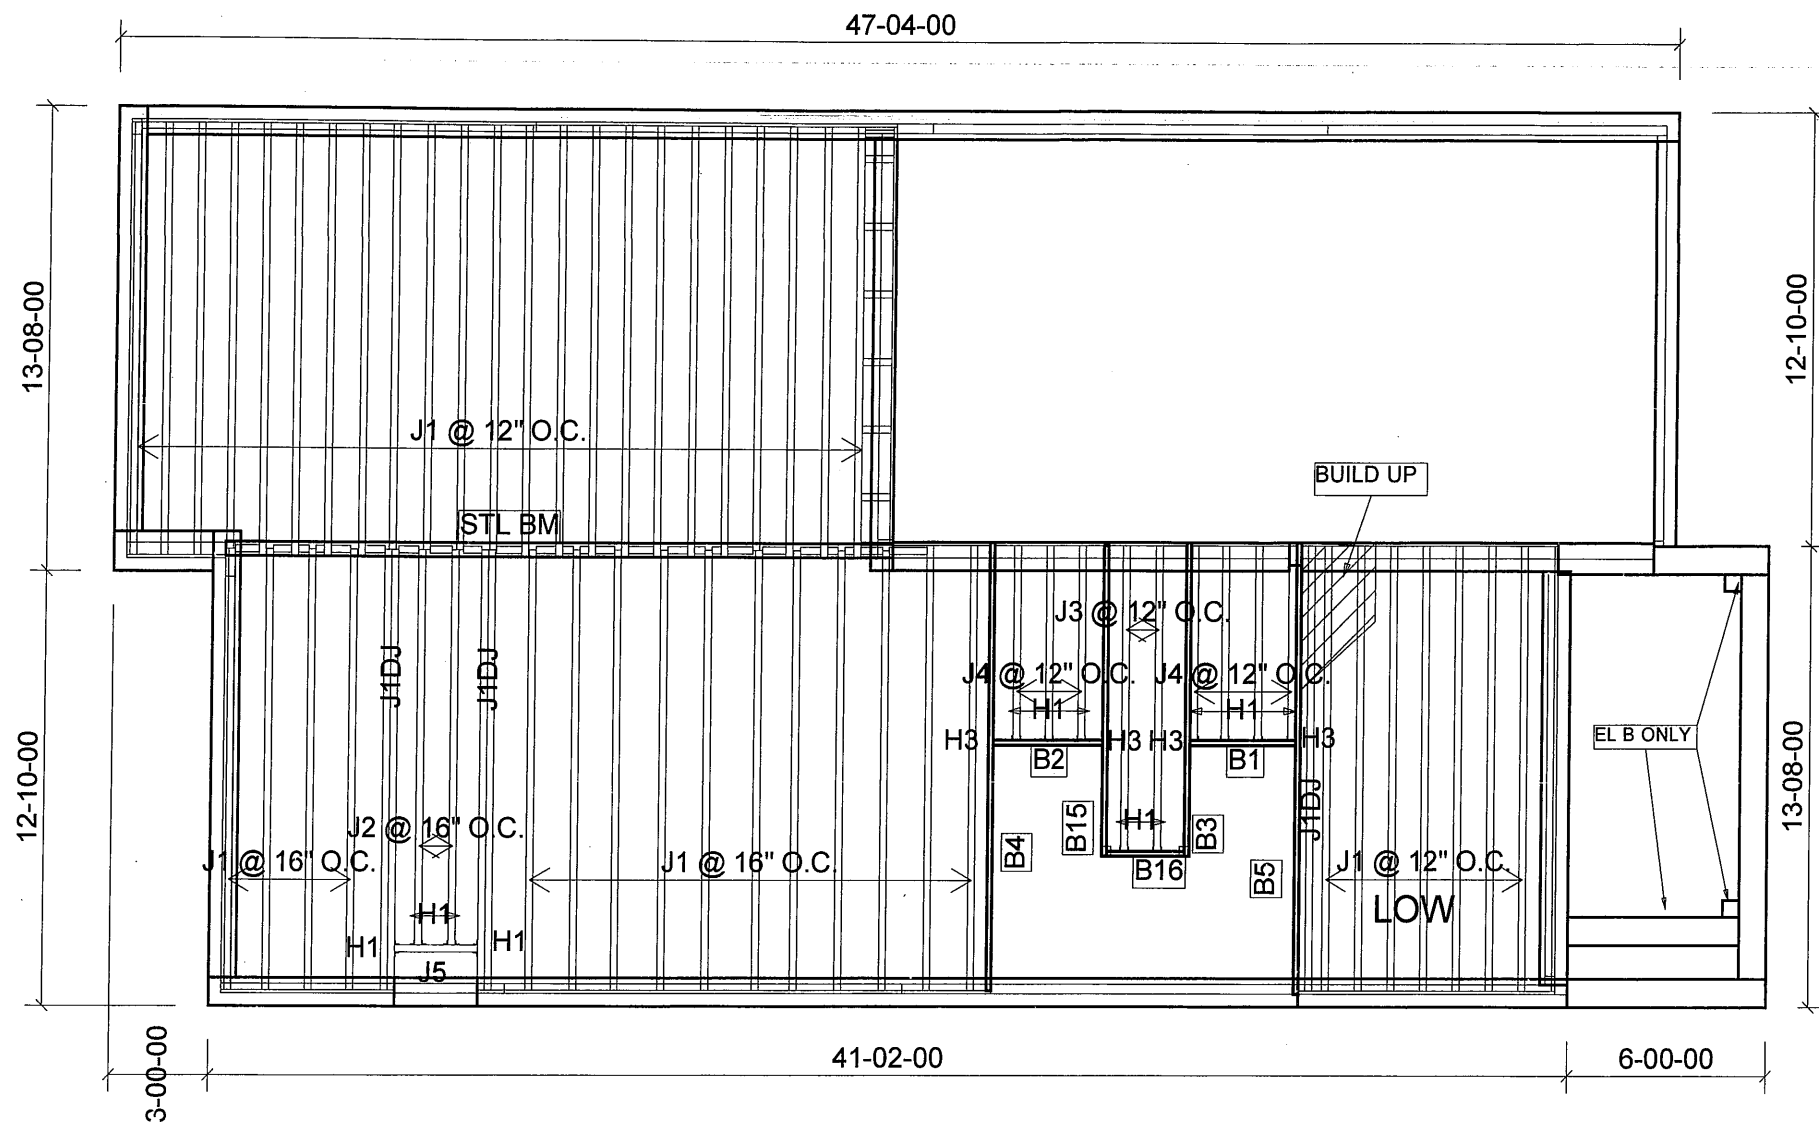 47-04-00
13-08-00
12-10-00
J1 @ 12" O.C.
BUILD UP
STL BM
J3 @ 12" O.C.
J1DJ
J1DJ
J4 @ 12" O.C.
J4 @ 12" O.C.
H1
H1
H3
H3
H3
H3
EL B ONLY
B2
B1
12-10-00
13-08-00
J1DJ
J2 @ 16" O.C.
B15
B3
B4
H1
J1 @ 16" O.C.
J1 @ 16" O.C.
B16
B5
J1 @ 12" O.C.
LOW
H1
H1
H1
J5
3-00-00
41-02-00
6-00-00